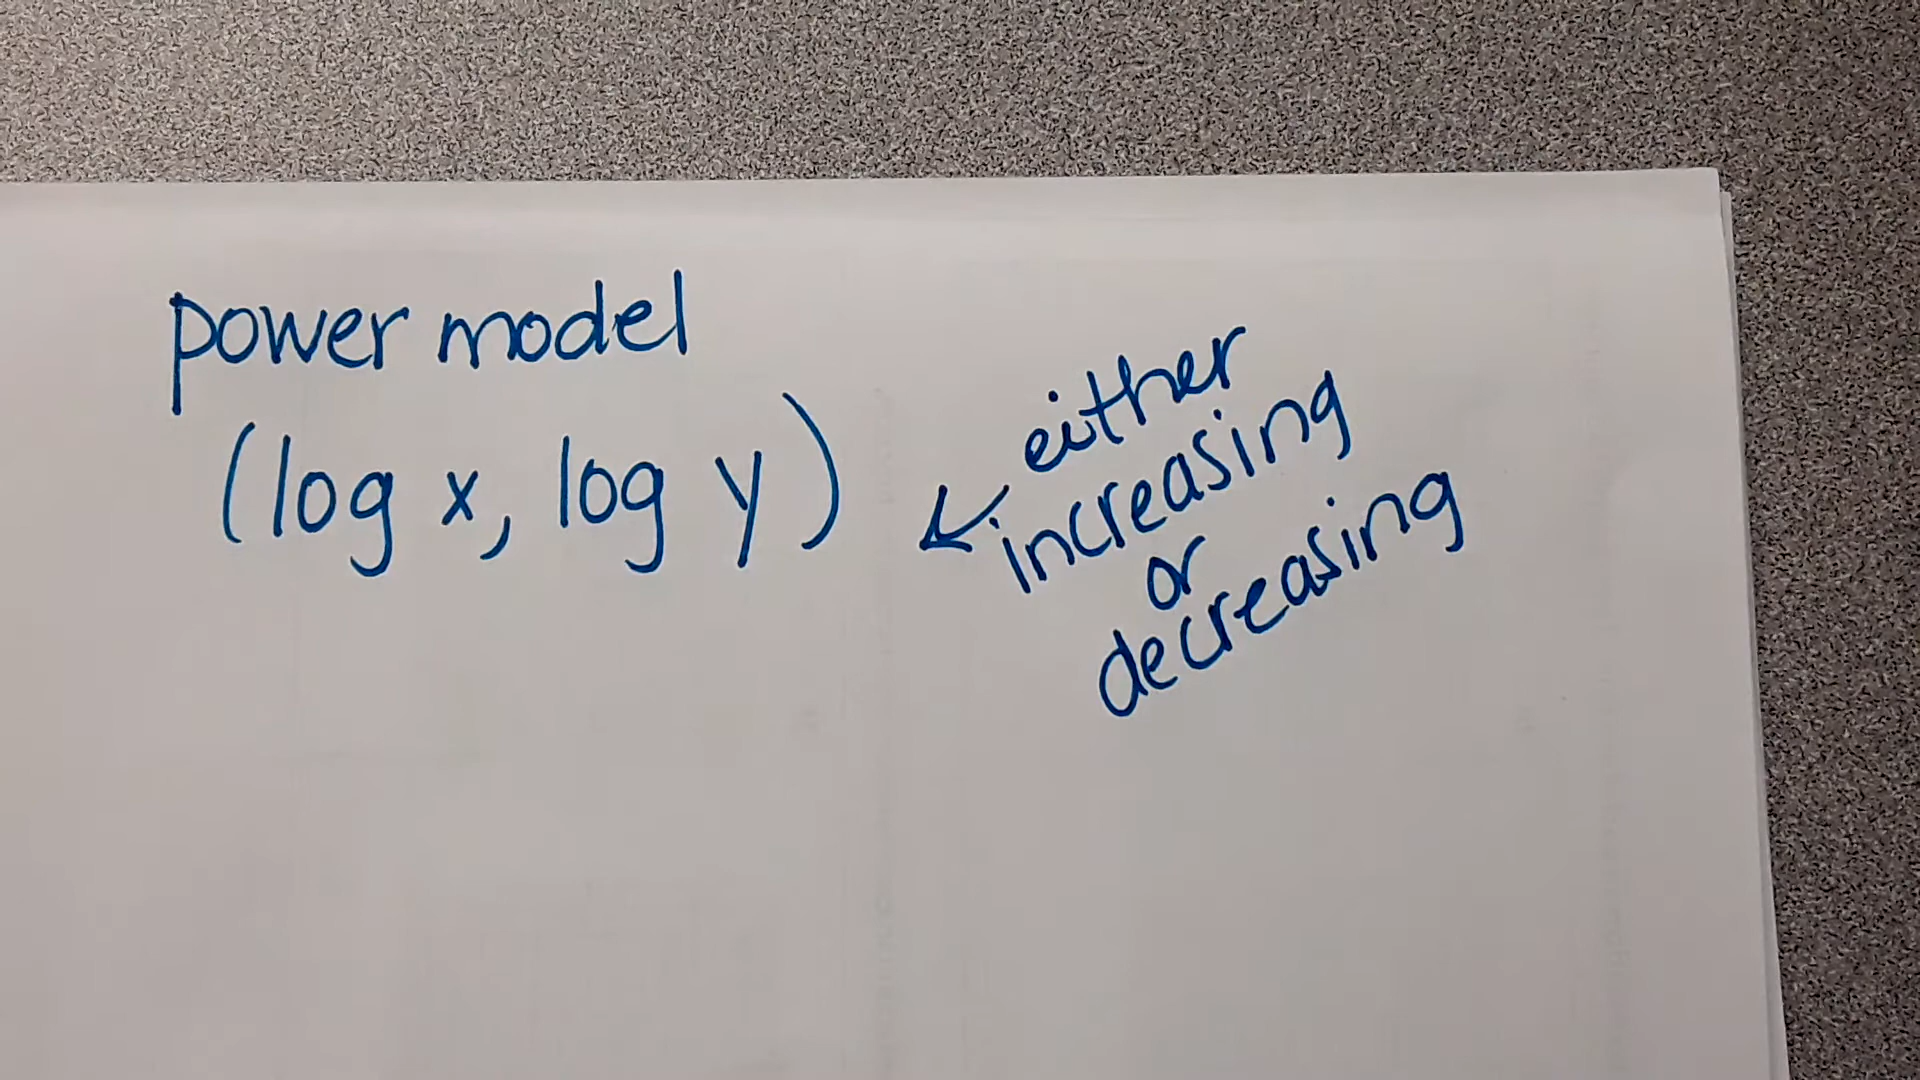 power model
(log x, log y)
either
increasing
or
decreasing